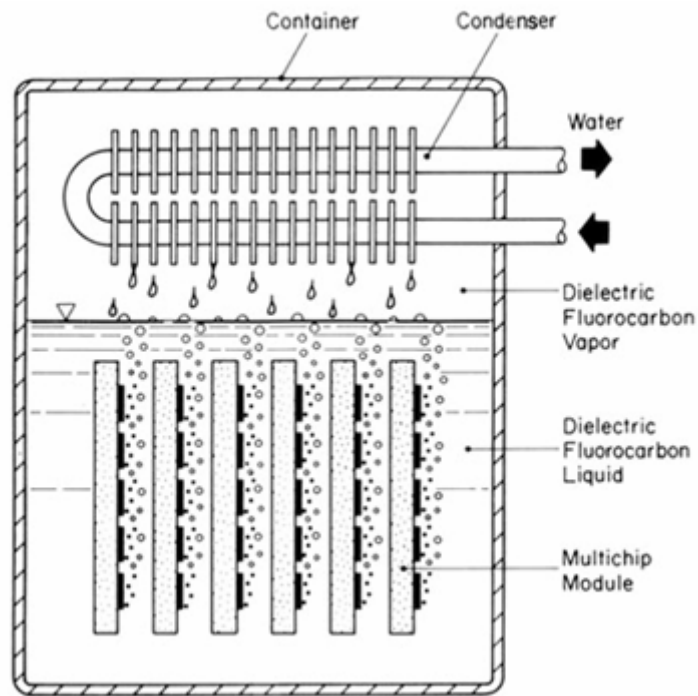 Container
Condenser
Water
Dielectric
Fluorocarbon
Vapor
Dielectric
Fluorocarbon
Liquid
Multichip
Module